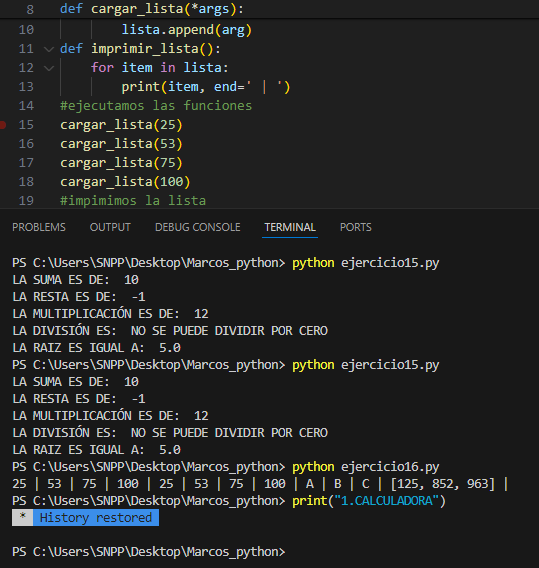 8 def cargar_lista(*args):
10 lista.append(arg)
11 def imprimir_lista():
12 for item in lista:
13 print(item, end=' | ')
14 #ejecutamos las funciones
15 cargar_lista(25)
16 cargar_lista(53)
17 cargar_lista(75)
18 cargar_lista(100)
19 #impimimos la lista
PROBLEMS OUTPUT DEBUG CONSOLE TERMINAL PORTS
PS C:\Users\SNPP\Desktop\Marcos_python> python ejercicio15.py
LA SUMA ES DE:  10
LA RESTA ES DE:  -1
LA MULTIPLICACIÓN ES DE:  12
LA DIVISIÓN ES:  NO SE PUEDE DIVIDIR POR CERO
LA RAIZ ES IGUAL A:  5.0
PS C:\Users\SNPP\Desktop\Marcos_python> python ejercicio15.py
LA SUMA ES DE:  10
LA RESTA ES DE:  -1
LA MULTIPLICACIÓN ES DE:  12
LA DIVISIÓN ES:  NO SE PUEDE DIVIDIR POR CERO
LA RAIZ ES IGUAL A:  5.0
PS C:\Users\SNPP\Desktop\Marcos_python> python ejercicio16.py
25 | 53 | 75 | 100 | 25 | 53 | 75 | 100 | A | B | C | [125, 852, 963] |
PS C:\Users\SNPP\Desktop\Marcos_python> print("1.CALCULADORA")
* History restored
PS C:\Users\SNPP\Desktop\Marcos_python>